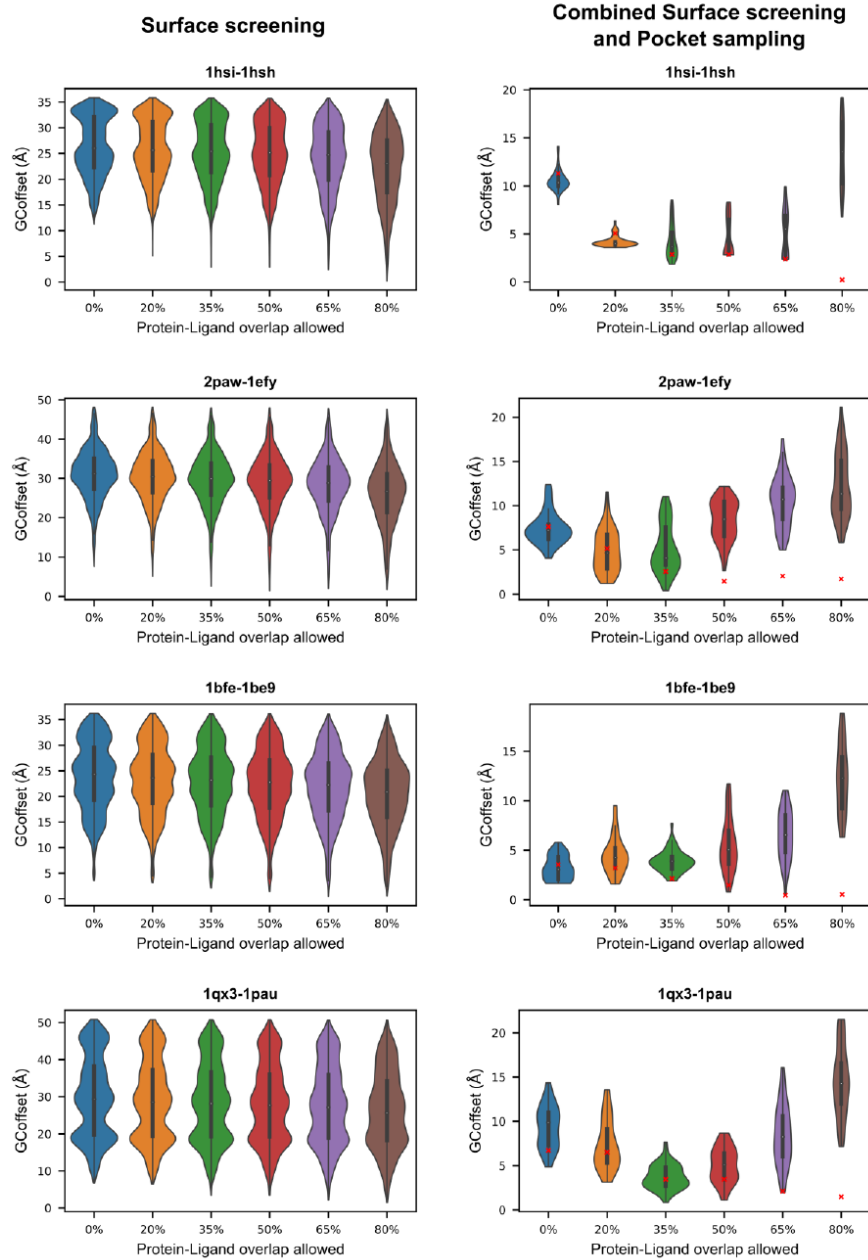 Surface screening
Combined Surface screening
and Pocket sampling
1hsi-1hsh
GCoffset (Å)
35
30
25
20
15
10
5
0
0% 20% 35% 50% 65% 80%
Protein-Ligand overlap allowed
1hsi-1hsh
GCoffset (Å)
20
15
10
5
0
0% 20% 35% 50% 65% 80%
Protein-Ligand overlap allowed
2paw-1efy
GCoffset (Å)
50
40
30
20
10
0
0% 20% 35% 50% 65% 80%
Protein-Ligand overlap allowed
2paw-1efy
GCoffset (Å)
20
15
10
5
0
0% 20% 35% 50% 65% 80%
Protein-Ligand overlap allowed
1bfe-1be9
GCoffset (Å)
35
30
25
20
15
10
5
0
0% 20% 35% 50% 65% 80%
Protein-Ligand overlap allowed
1bfe-1be9
GCoffset (Å)
15
10
5
0
0% 20% 35% 50% 65% 80%
Protein-Ligand overlap allowed
1qx3-1pau
GCoffset (Å)
50
40
30
20
10
0
0% 20% 35% 50% 65% 80%
Protein-Ligand overlap allowed
1qx3-1pau
GCoffset (Å)
20
15
10
5
0
0% 20% 35% 50% 65% 80%
Protein-Ligand overlap allowed